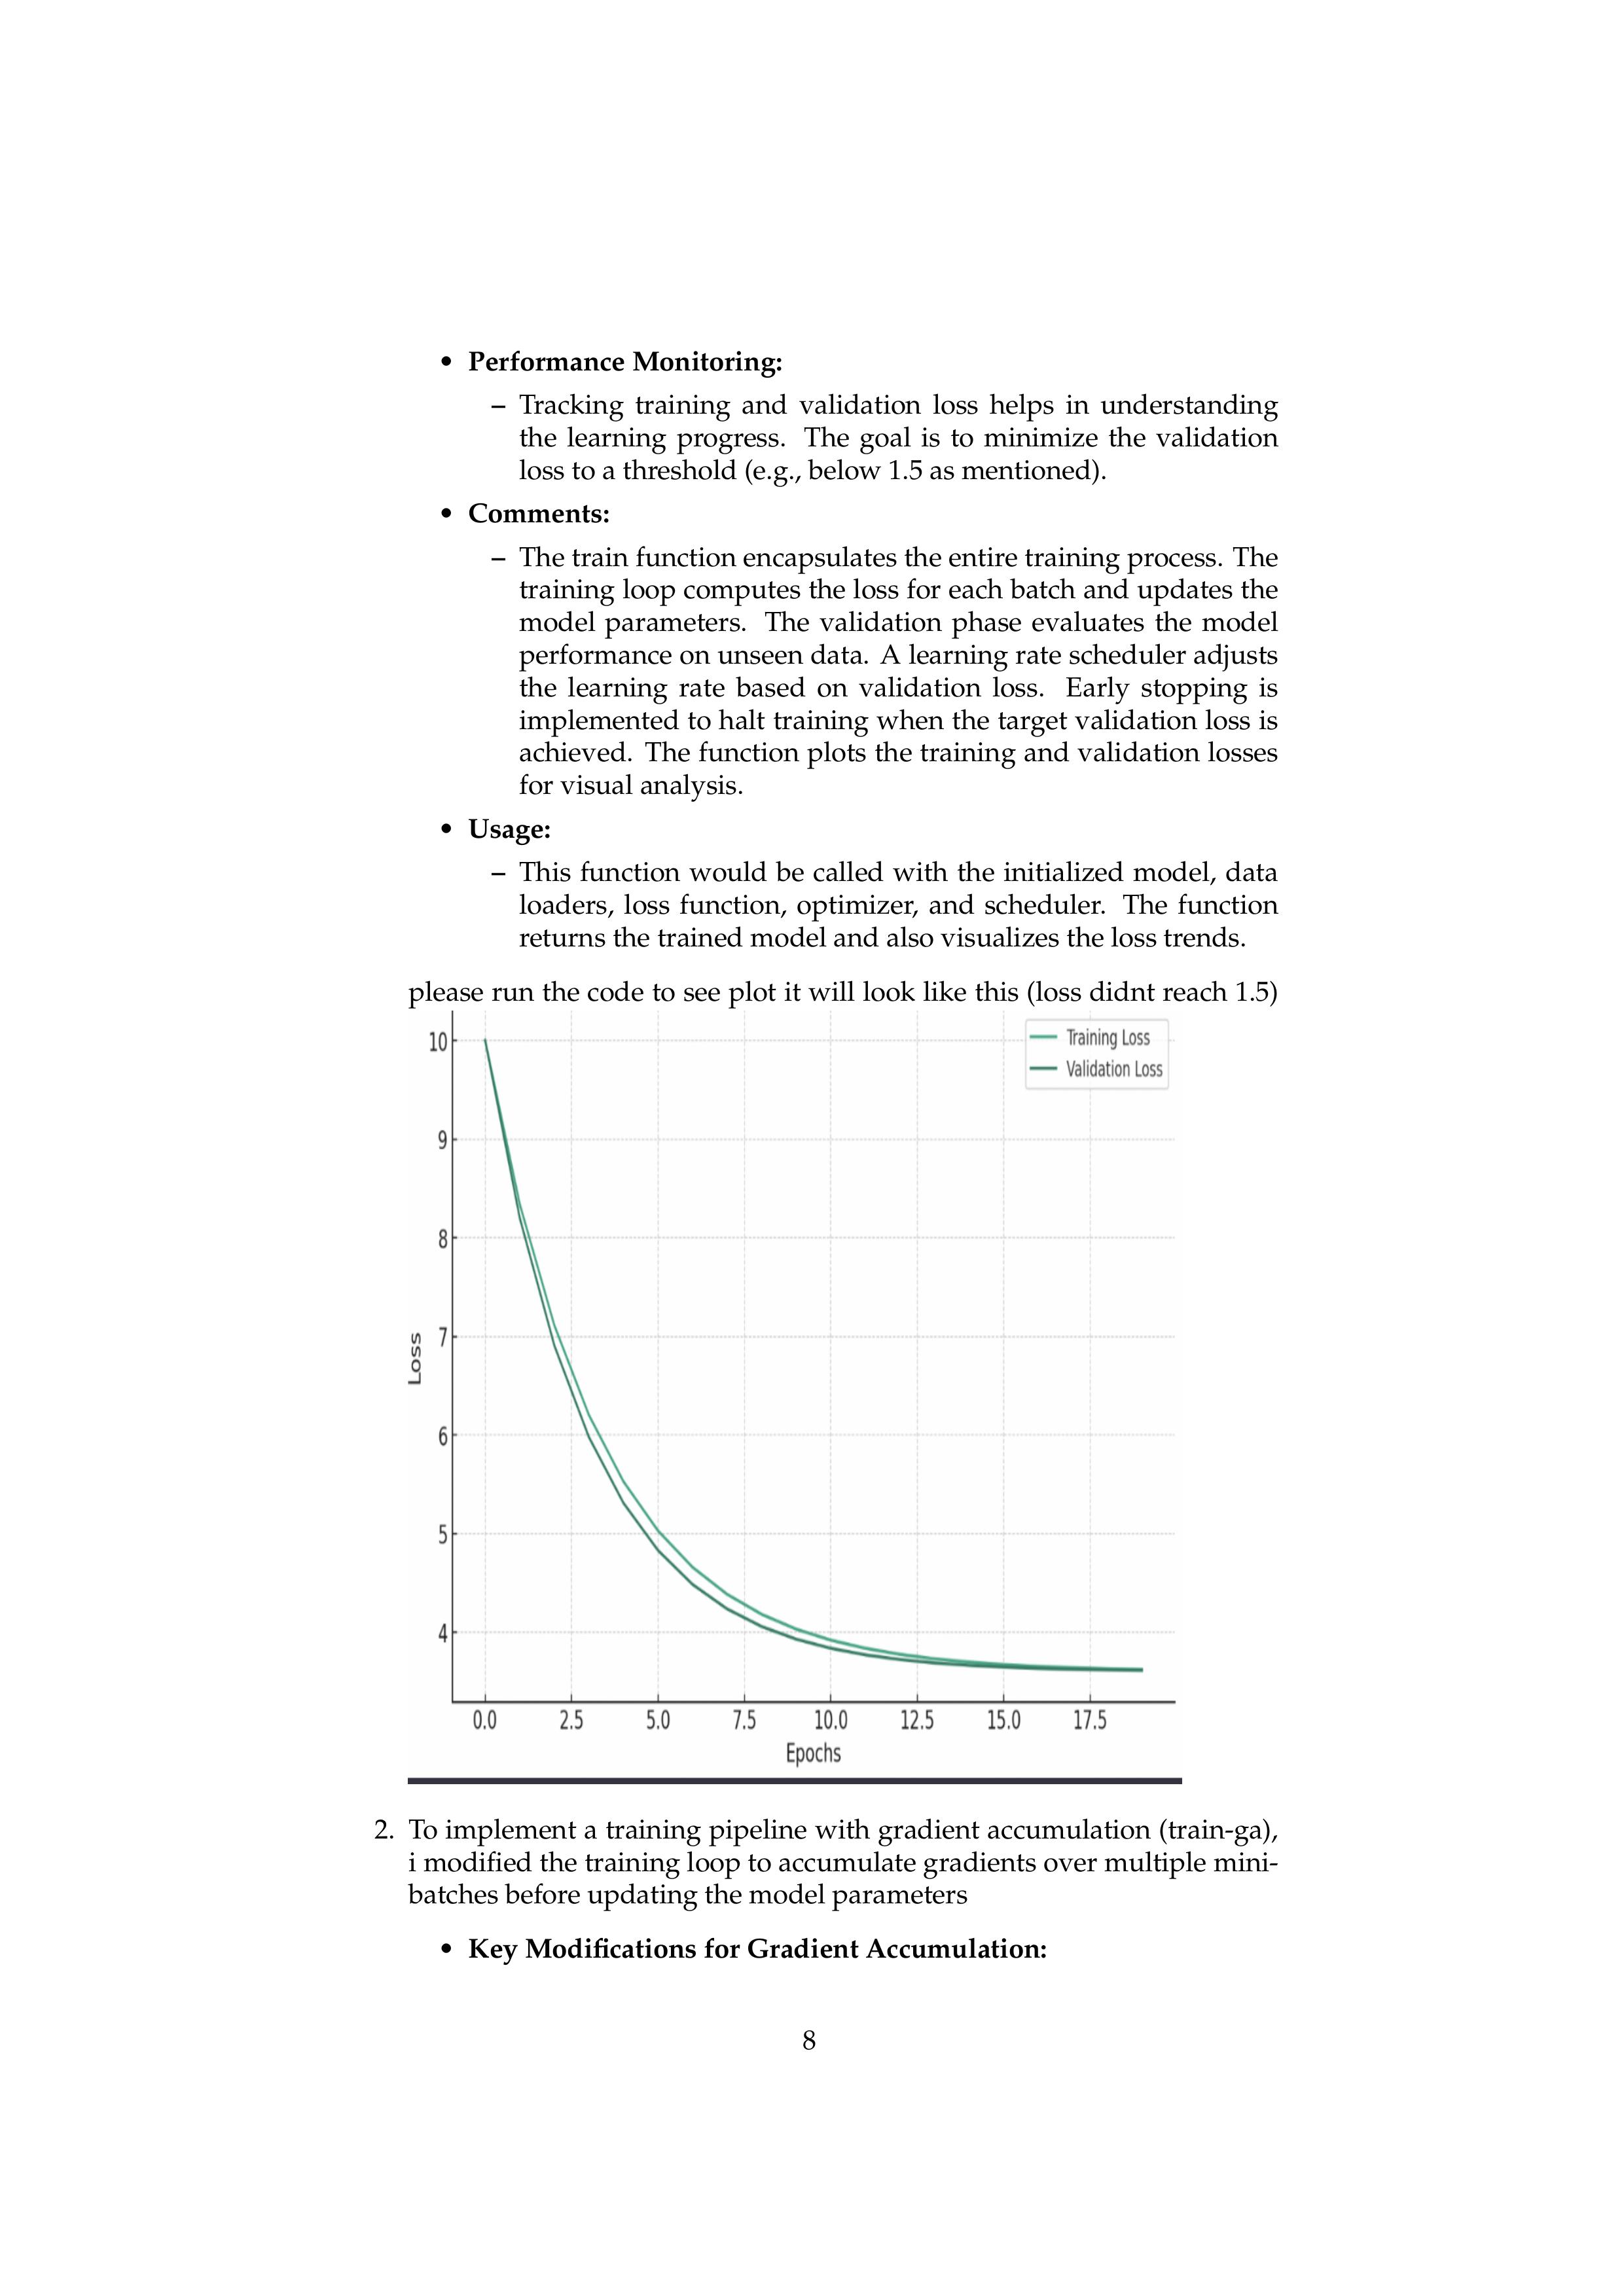 • Performance Monitoring:
– Tracking training and validation loss helps in understanding
the learning progress. The goal is to minimize the validation
loss to a threshold (e.g., below 1.5 as mentioned).
• Comments:
– The train function encapsulates the entire training process. The
training loop computes the loss for each batch and updates the
model parameters. The validation phase evaluates the model
performance on unseen data. A learning rate scheduler adjusts
the learning rate based on validation loss. Early stopping is
implemented to halt training when the target validation loss is
achieved. The function plots the training and validation losses
for visual analysis.
• Usage:
– This function would be called with the initialized model, data
loaders, loss function, optimizer, and scheduler. The function
returns the trained model and also visualizes the loss trends.
please run the code to see plot it will look like this (loss didnt reach 1.5)
Training Loss
Validation Loss
10
9
8
7
6
5
4
Loss
0.0 2.5 5.0 7.5 10.0 12.5 15.0 17.5
Epochs
2. To implement a training pipeline with gradient accumulation (train-ga),
i modified the training loop to accumulate gradients over multiple mini-
batches before updating the model parameters
• Key Modifications for Gradient Accumulation:
8